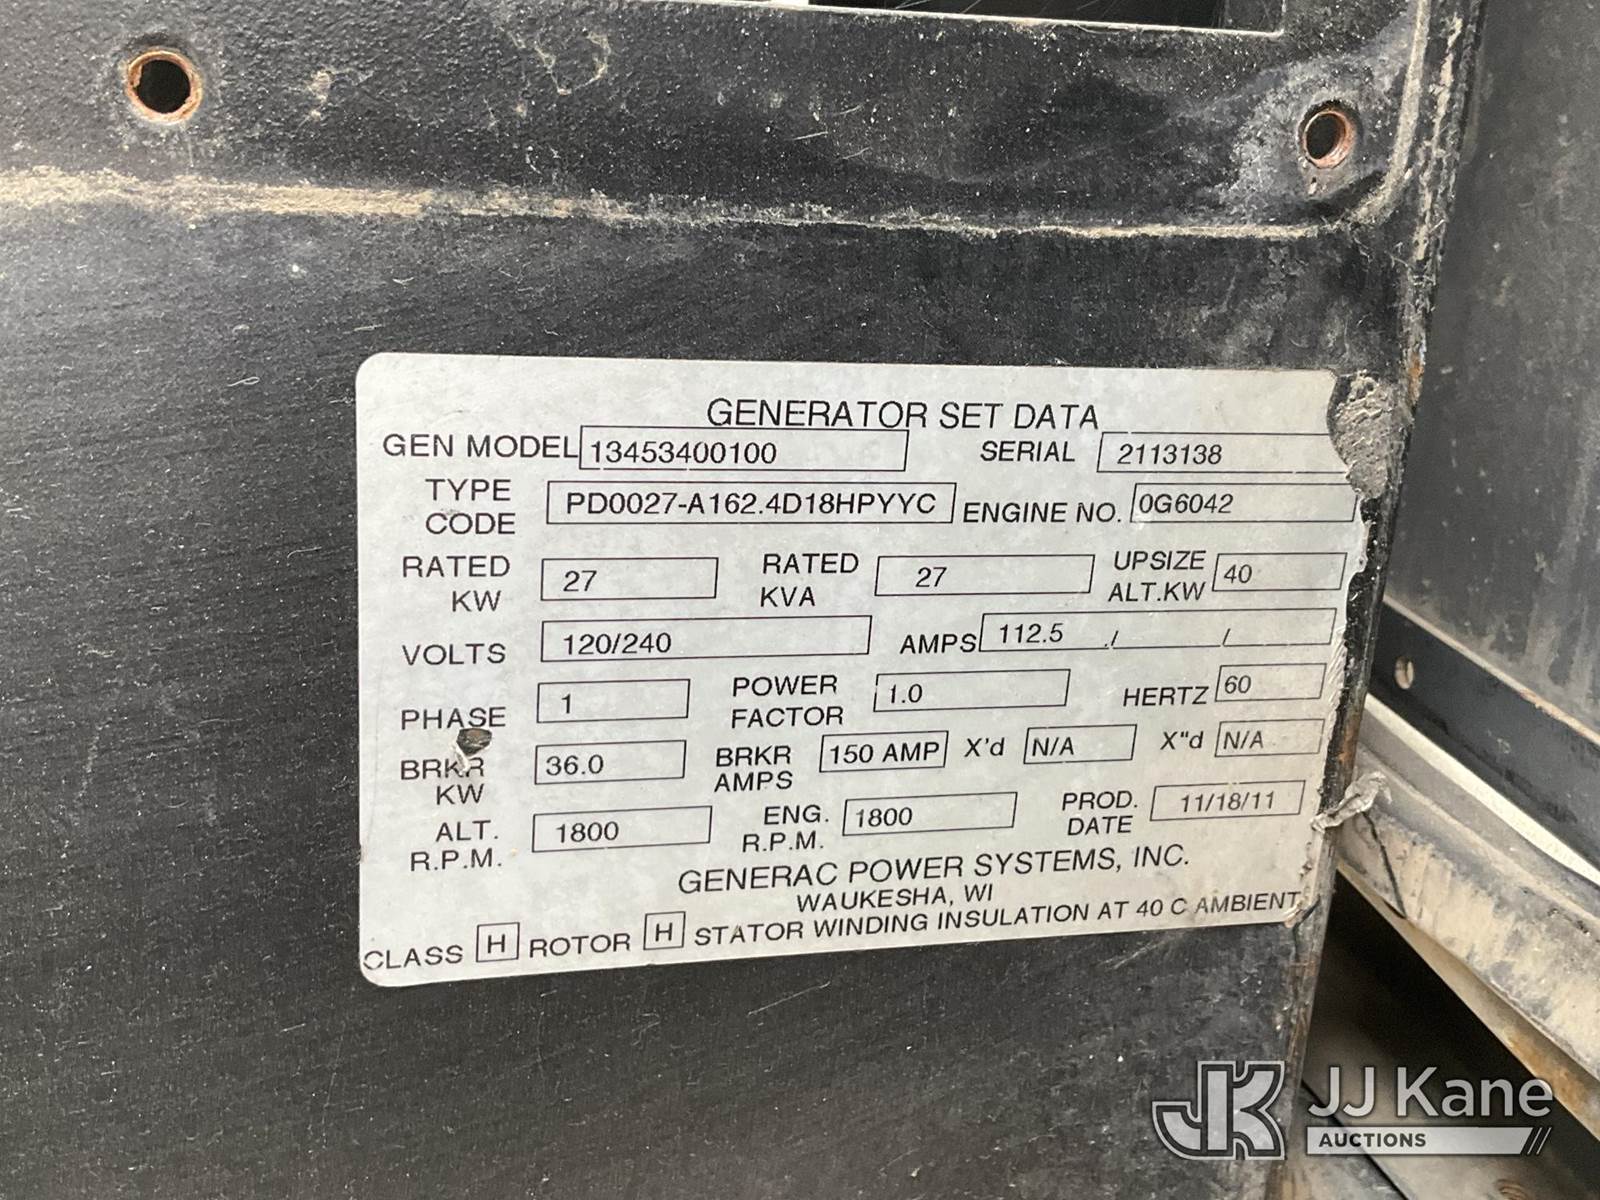 GENERATOR SET DATA
GEN MODEL 13453400100 SERIAL 2113138
TYPE CODE PD0027-A162.4D18HPYYC ENGINE NO. 0G6042
RATED KW 27 RATED KVA 27 UPSIZE ALT.KW 40
VOLTS 120/240 AMPS 112.5 / /
PHASE 1 POWER FACTOR 1.0 HERTZ 60
BRKR KW 36.0 BRKR AMPS 150 AMP X'd N/A X"d N/A
ALT. R.P.M. 1800 ENG. R.P.M. 1800 PROD. DATE 11/18/11
GENERAC POWER SYSTEMS, INC.
WAUKESHA, WI
CLASS H ROTOR H STATOR WINDING INSULATION AT 40 C AMBIENT
JK JJ Kane
AUCTIONS